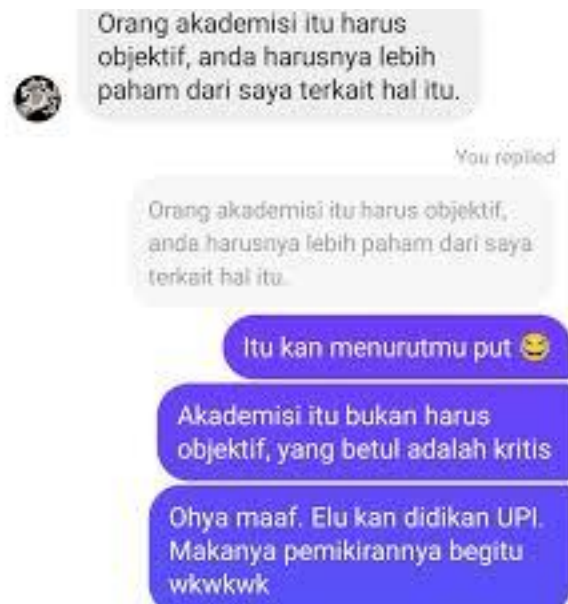 Orang akademisi itu harus
objektif, anda harusnya lebih
paham dari saya terkait hal itu.
You replied
Orang akademisi itu harus objektif,
anda harusnya lebih paham dari saya
terkait hal itu.
Itu kan menurutmu put 😂
Akademisi itu bukan harus
objektif, yang betul adalah kritis
Ohya maaf. Elu kan didikan UPI.
Makanya pemikirannya begitu
wkwkwk